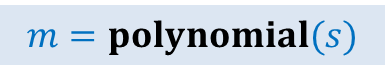 m = polynomial(s)